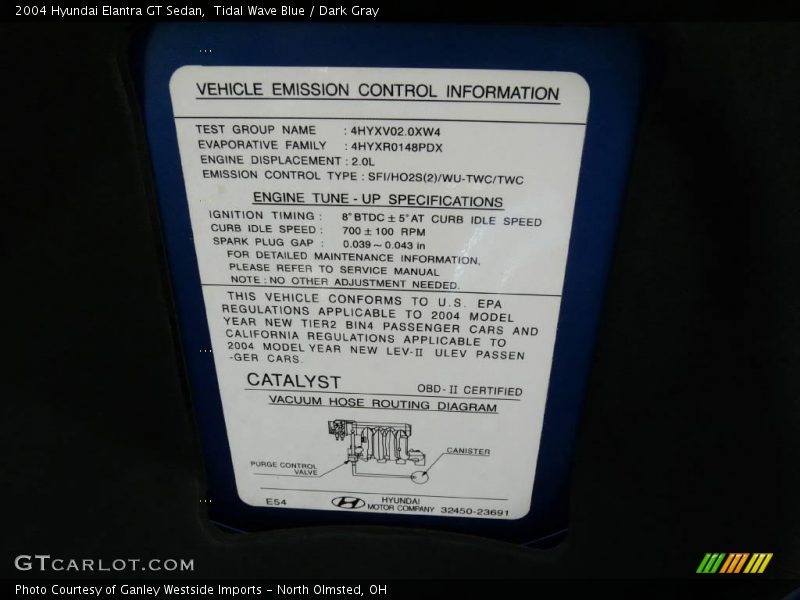 2004 Hyundai Elantra GT Sedan,  Tidal Wave Blue / Dark Gray
VEHICLE EMISSION CONTROL INFORMATION
TEST GROUP NAME : 4HYXV02.0XW4
EVAPORATIVE FAMILY : 4HYXR0148PDX
ENGINE DISPLACEMENT : 2.0L
EMISSION CONTROL TYPE : SFI/HO2S(2)/WU-TWC/TWC
ENGINE TUNE - UP SPECIFICATIONS
IGNITION TIMING : 8°BTDC ± 5°AT CURB IDLE SPEED
CURB IDLE SPEED : 700 ± 100 RPM
SPARK PLUG GAP : 0.039 ~ 0.043 in
FOR DETAILED MAINTENANCE INFORMATION,
PLEASE REFER TO SERVICE MANUAL
NOTE : NO OTHER ADJUSTMENT NEEDED.
THIS VEHICLE CONFORMS TO U.S. EPA
REGULATIONS APPLICABLE TO 2004 MODEL
YEAR NEW TIER2 BIN4 PASSENGER CARS AND
CALIFORNIA REGULATIONS APPLICABLE TO
2004 MODEL YEAR NEW LEV-II ULEV PASSEN
-GER CARS.
CATALYST OBD-II CERTIFIED
VACUUM HOSE ROUTING DIAGRAM
CANISTER
PURGE CONTROL
VALVE
E54 HYUNDAI
MOTOR COMPANY 32450-23691
GTCARLOT.COM
Photo Courtesy of Ganley Westside Imports - North Olmsted, OH